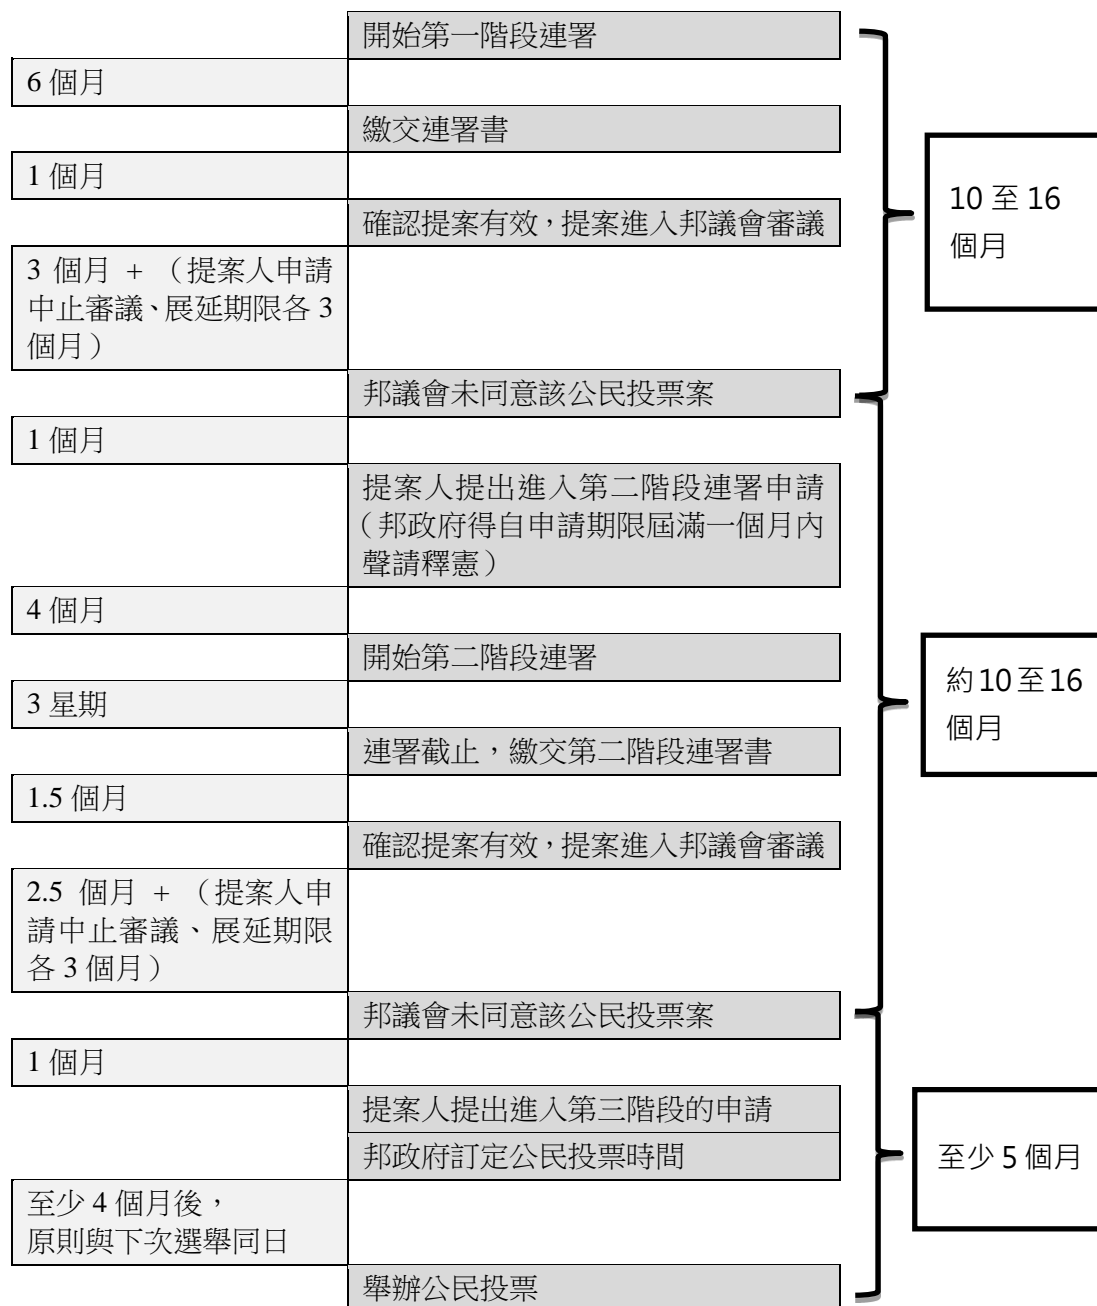 開始第一階段連署
6 個月
繳交連署書
1 個月
確認提案有效，提案進入邦議會審議
3 個月 + （提案人申請
中止審議、展延期限各 3
個月）
邦議會未同意該公民投票案
10 至 16
個月
1 個月
提案人提出進入第二階段連署申請
（邦政府得自申請期限屆滿一個月內
聲請釋憲）
4 個月
開始第二階段連署
3 星期
連署截止，繳交第二階段連署書
1.5 個月
確認提案有效，提案進入邦議會審議
2.5 個月 + （提案人申
請中止審議、展延期限
各 3 個月）
邦議會未同意該公民投票案
約 10 至 16
個月
1 個月
提案人提出進入第三階段的申請
邦政府訂定公民投票時間
至少 4 個月後，
原則與下次選舉同日
舉辦公民投票
至少 5 個月